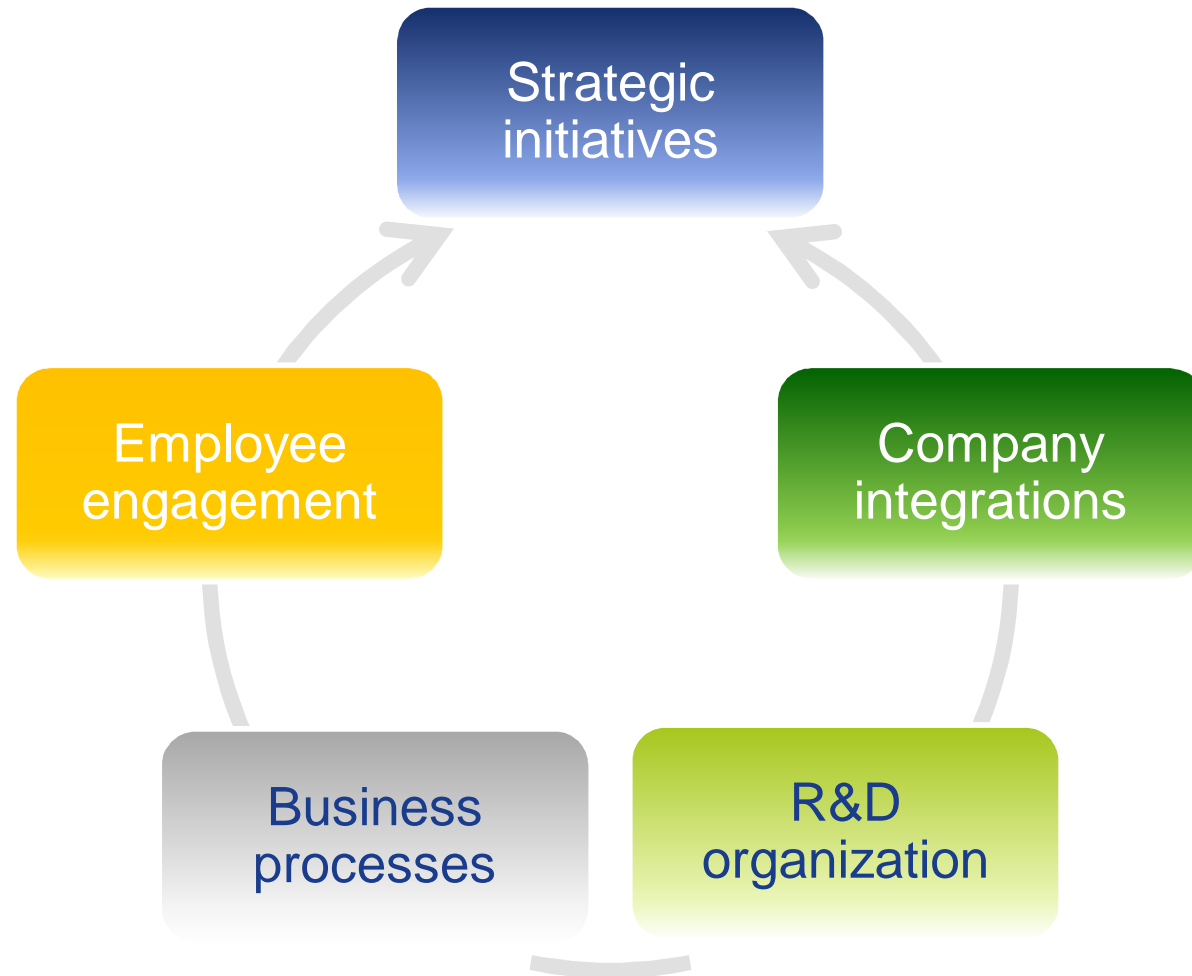 Strategic
initiatives
Employee
engagement
Company
integrations
Business
processes
R&D
organization